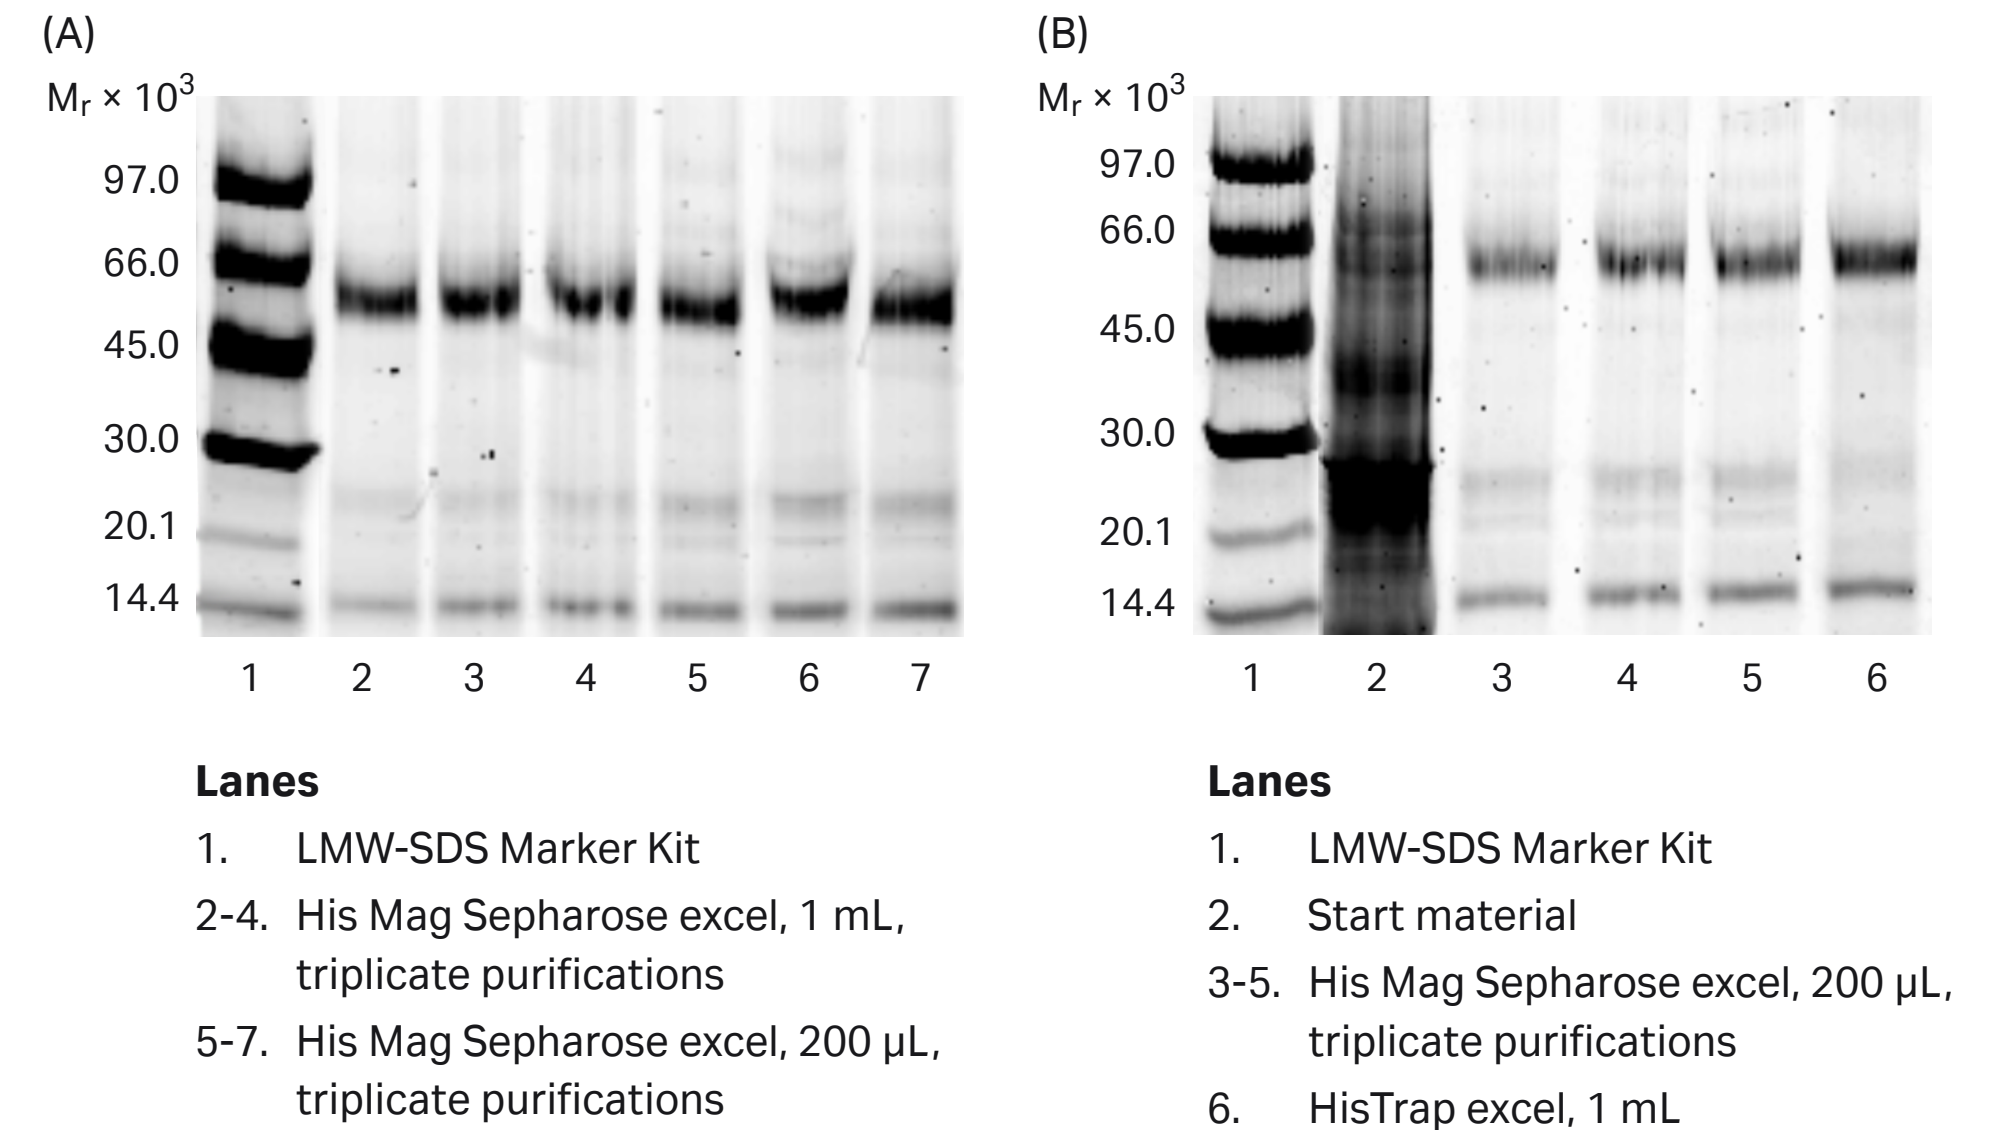 (A)
Mr × 10³
97.0
66.0
45.0
30.0
20.1
14.4
1 2 3 4 5 6 7
Lanes
1. LMW-SDS Marker Kit
2-4. His Mag Sepharose excel, 1 mL,
triplicate purifications
5-7. His Mag Sepharose excel, 200 µL,
triplicate purifications
(B)
Mr × 10³
97.0
66.0
45.0
30.0
20.1
14.4
1 2 3 4 5 6
Lanes
1. LMW-SDS Marker Kit
2. Start material
3-5. His Mag Sepharose excel, 200 µL,
triplicate purifications
6. HisTrap excel, 1 mL